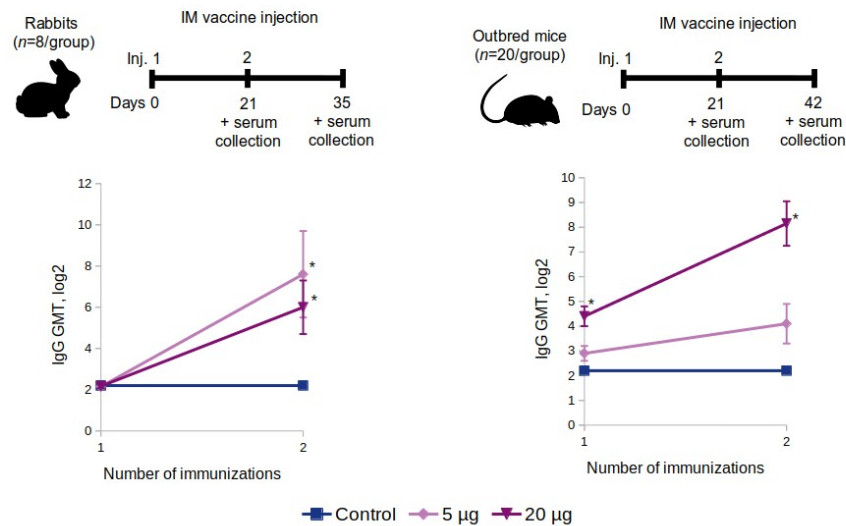 Rabbits
(n=8/group)
IM vaccine injection
Inj. 1 2
Days 0 21 35
+ serum + serum
collection collection
Outbred mice
(n=20/group)
IM vaccine injection
Inj. 1 2
Days 0 21 42
+ serum + serum
collection collection
12
10
8
6
4
2
0
IgG GMT, log2
*
*
1 2
Number of immunizations
10
9
8
7
6
5
4
3
2
1
0
IgG GMT, log2
*
*
1 2
Number of immunizations
Control 5 µg 20 µg